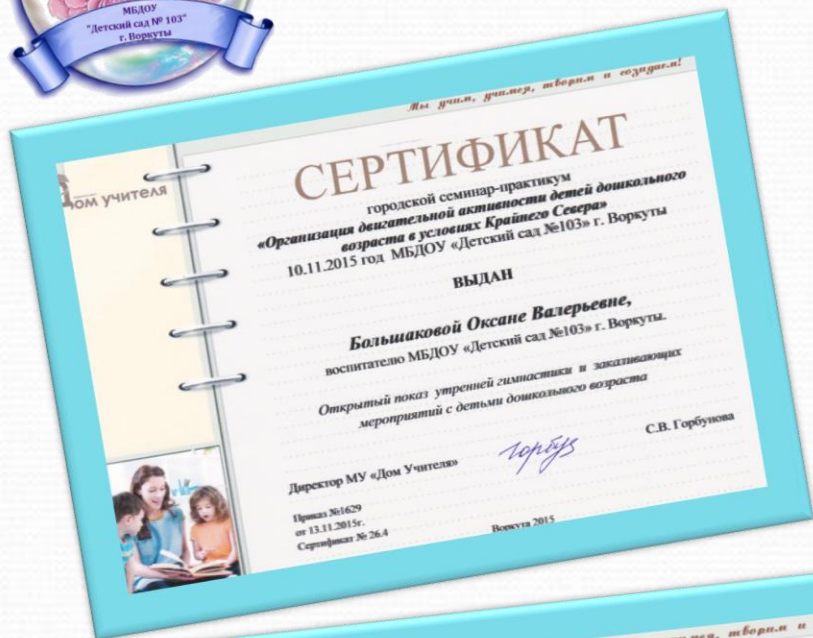 МБДОУ
"Детский сад № 103"
г. Воркуты
Мы учим, учимся, творим и созидаем!
Дом учителя
СЕРТИФИКАТ
городской семинар-практикум
«Организация двигательной активности детей дошкольного
возраста в условиях Крайнего Севера»
10.11.2015 год МБДОУ «Детский сад №103» г. Воркуты
ВЫДАН
Большаковой Оксане Валерьевне,
воспитателю МБДОУ «Детский сад №103» г. Воркуты.
Открытый показ утренней гимнастики и закаливающих
мероприятий с детьми дошкольного возраста
Директор МУ «Дом Учителя»
Горбун
С.В. Горбунова
Приказ №1629
от 13.11.2015г.
Сертификат № 26.4
Воркута 2015
творим и